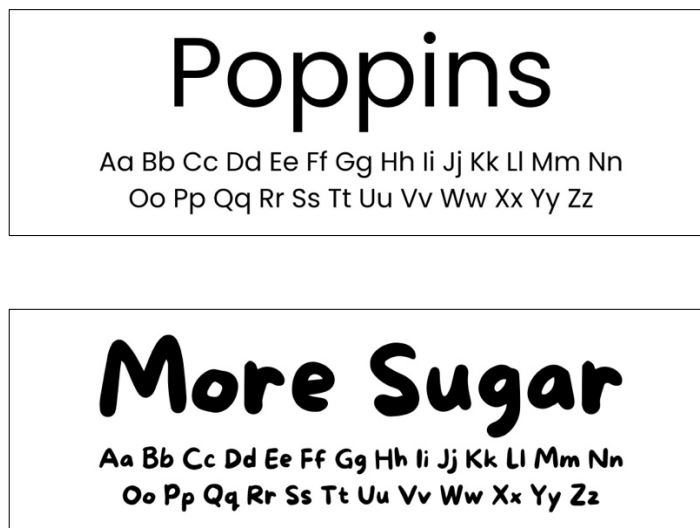 Poppins
Aa Bb Cc Dd Ee Ff Gg Hh Ii Jj Kk Ll Mm Nn
Oo Pp Qq Rr Ss Tt Uu Vv Ww Xx Yy Zz
More Sugar
Aa Bb Cc Dd Ee Ff Gg Hh Ii Jj Kk Ll Mm Nn
Oo Pp Qq Rr Ss Tt Uu Vv Ww Xx Yy Zz